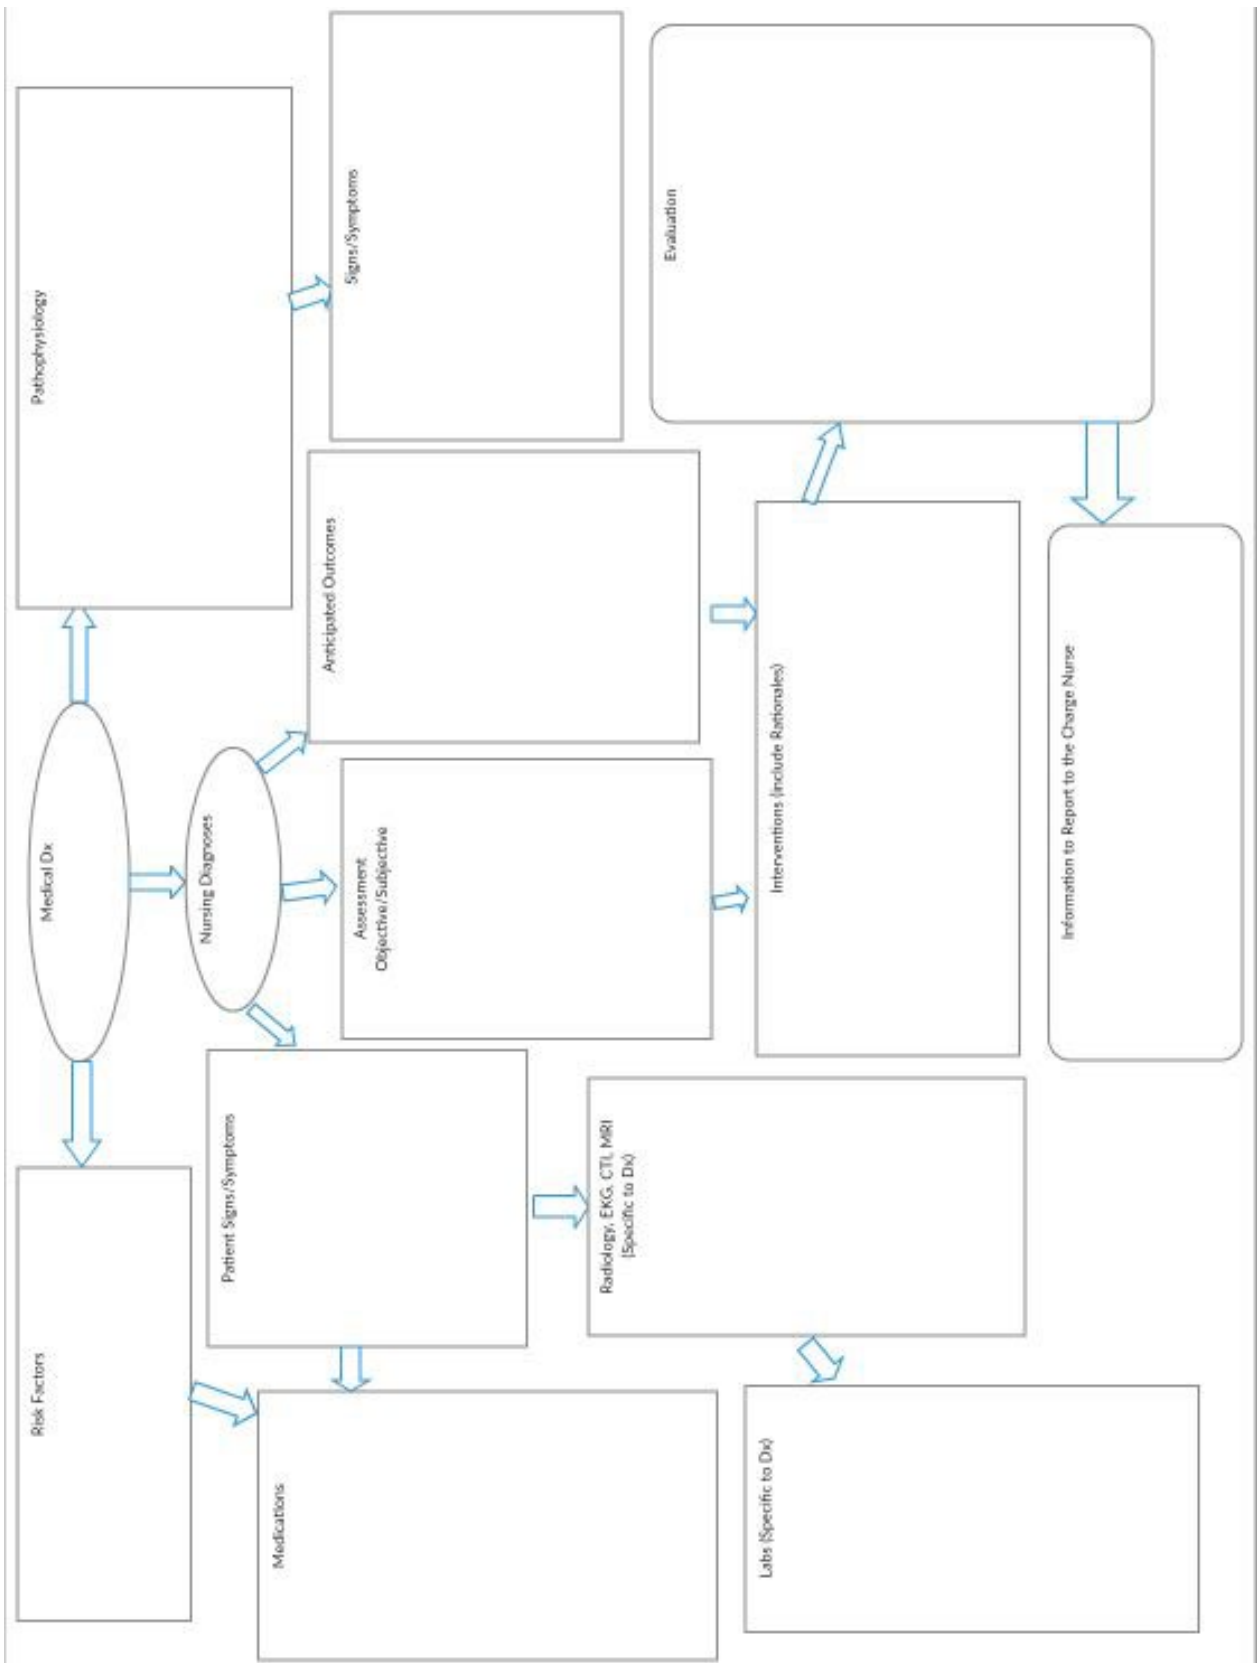 Medical Dx
Risk Factors
Pathophysiology
Nursing Diagnoses
Patient Signs/Symptoms
Medications
Assessment
Objective/Subjective
Anticipated Outcomes
Signs/Symptoms
Radiology, EKG, CTI, MRI
(Specific to Dx)
Labs (Specific to Dx)
Interventions (include Rationales)
Evaluation
Information to Report to the Charge Nurse